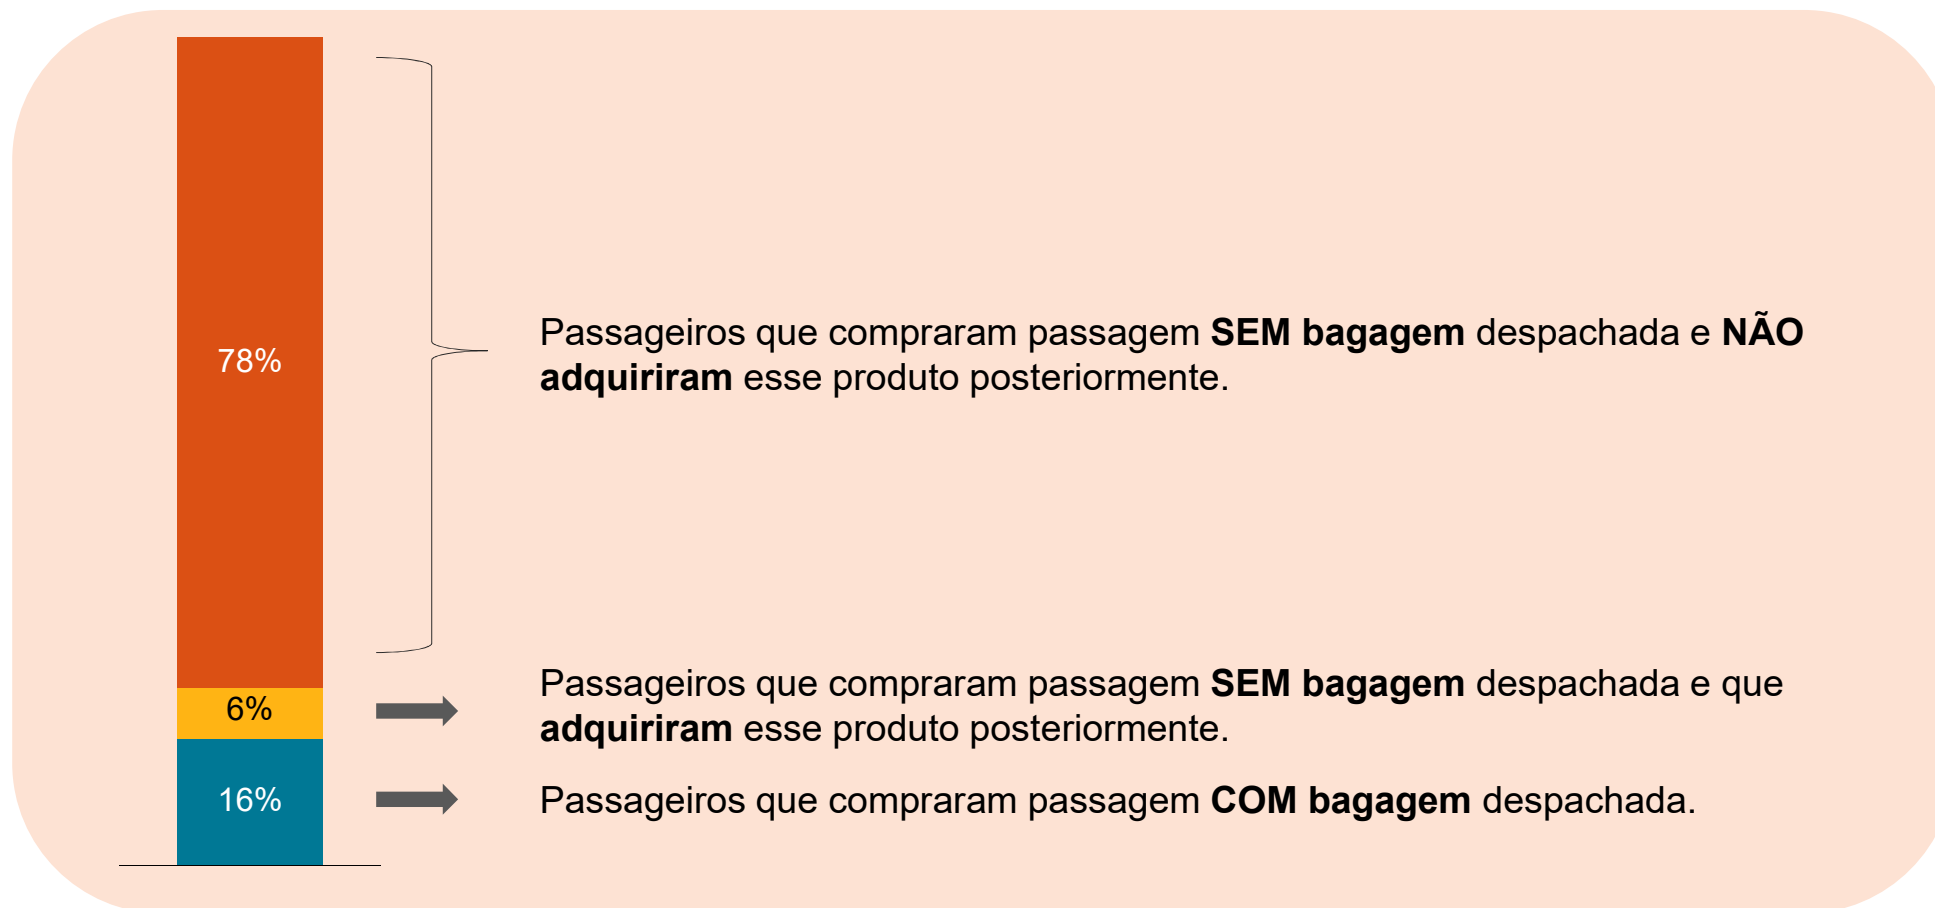 78%
Passageiros que compraram passagem SEM bagagem despachada e NÃO
adquiriram esse produto posteriormente.
6%
Passageiros que compraram passagem SEM bagagem despachada e que
adquiriram esse produto posteriormente.
16%
Passageiros que compraram passagem COM bagagem despachada.